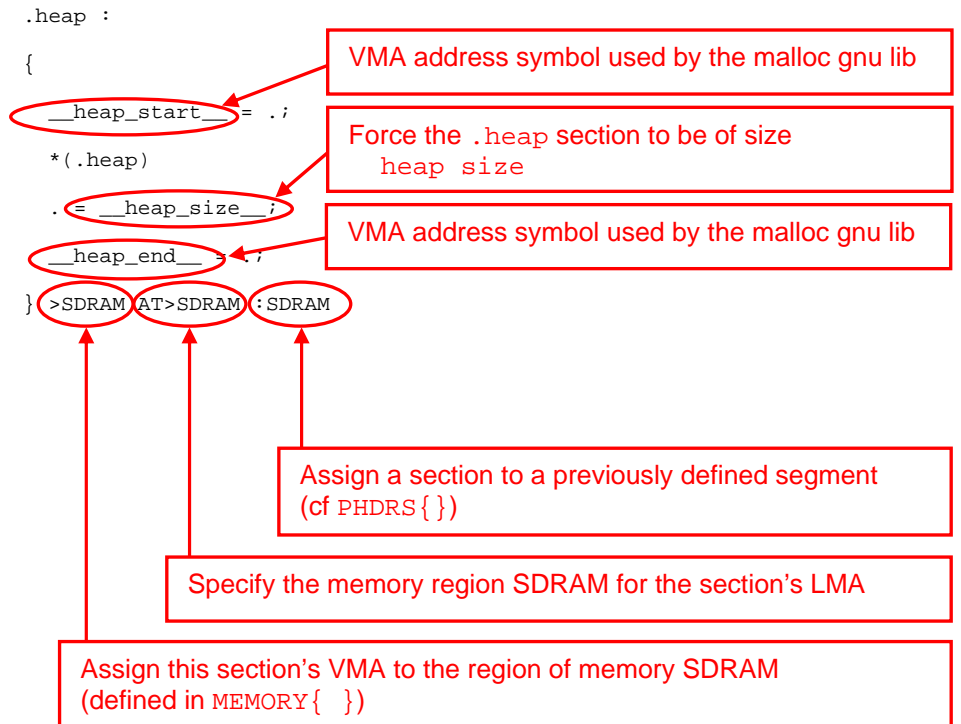 .heap :
{
__heap_start__ = .;
*(.heap)
. = __heap_size__;
__heap_end__ = .;
} >SDRAM AT>SDRAM :SDRAM
VMA address symbol used by the malloc gnu lib
Force the .heap section to be of size
heap size
VMA address symbol used by the malloc gnu lib
Assign a section to a previously defined segment
(cf PHDRS{})
Specify the memory region SDRAM for the section's LMA
Assign this section's VMA to the region of memory SDRAM
(defined in MEMORY{ })